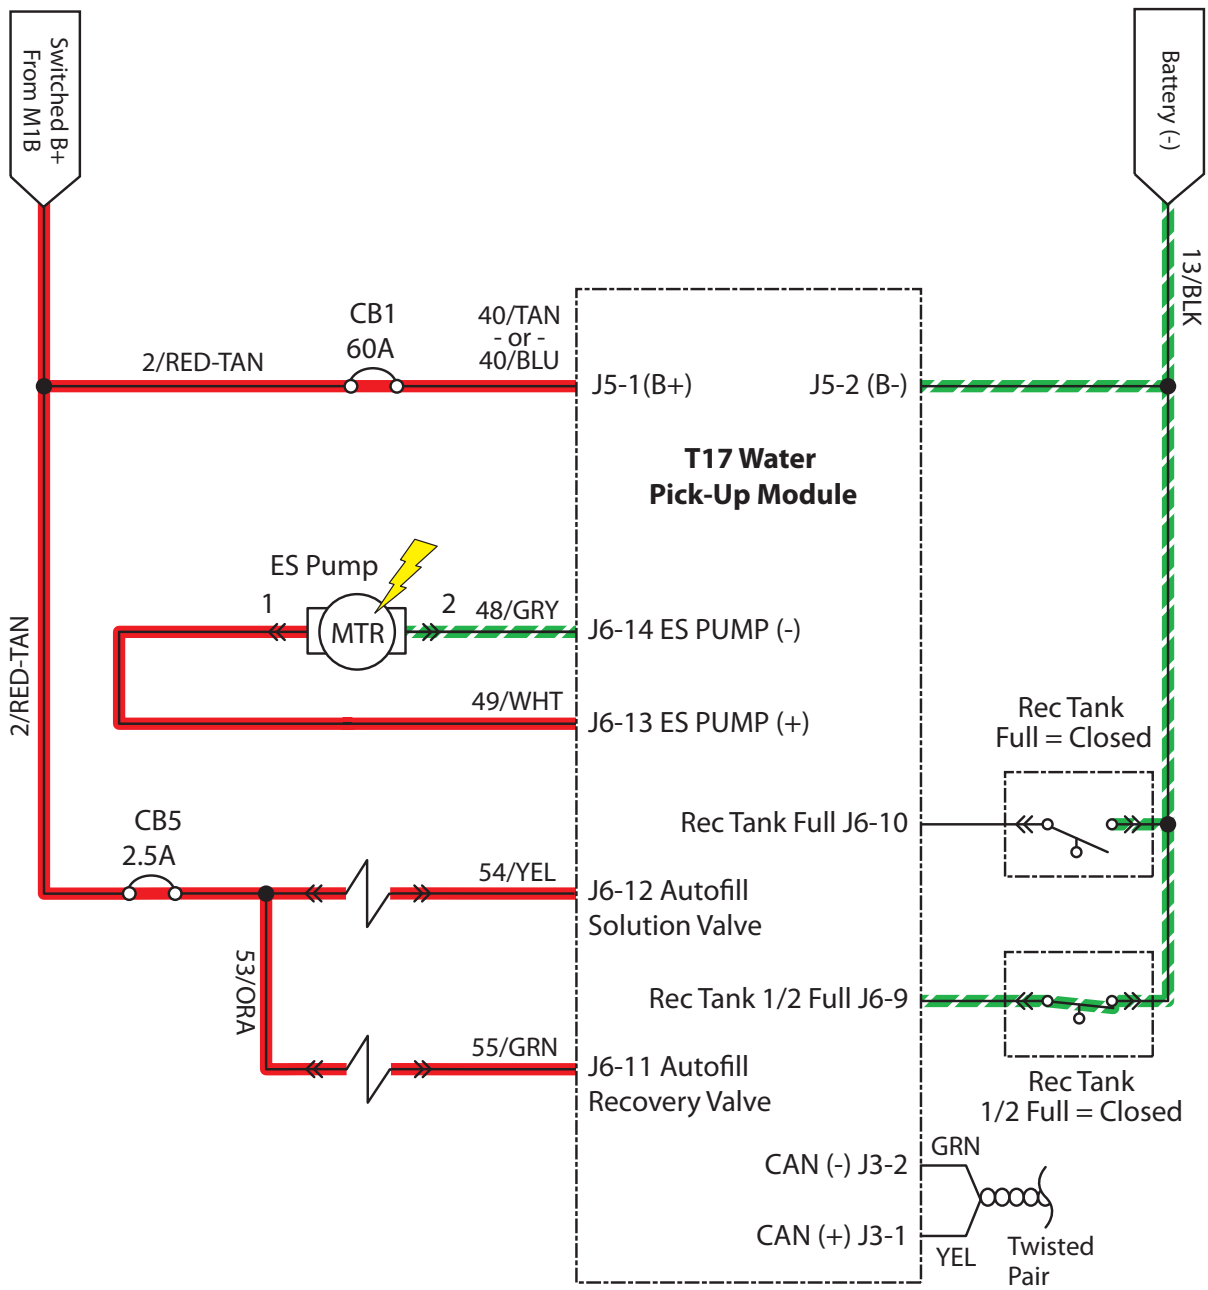 Switched B+
From M1B
Battery (-)
13/BLK
CB1
60A
2/RED-TAN
40/TAN
- or -
40/BLU
J5-1(B+)
J5-2 (B-)
T17 Water
Pick-Up Module
ES Pump
1
MTR
2
48/GRY
J6-14 ES PUMP (-)
2/RED-TAN
49/WHT
J6-13 ES PUMP (+)
Rec Tank
Full = Closed
CB5
2.5A
Rec Tank Full J6-10
54/YEL
J6-12 Autofill
Solution Valve
53/ORA
Rec Tank 1/2 Full J6-9
55/GRN
J6-11 Autofill
Recovery Valve
Rec Tank
1/2 Full = Closed
CAN (-) J3-2
GRN
CAN (+) J3-1
YEL
Twisted
Pair